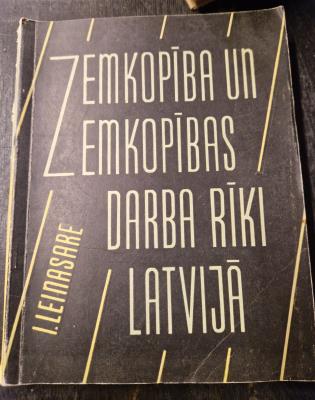 ZEMKOPĪBA UN
ZEMKOPĪBAS
DARBA RĪKI
LATVIJĀ
I. LEINASARE